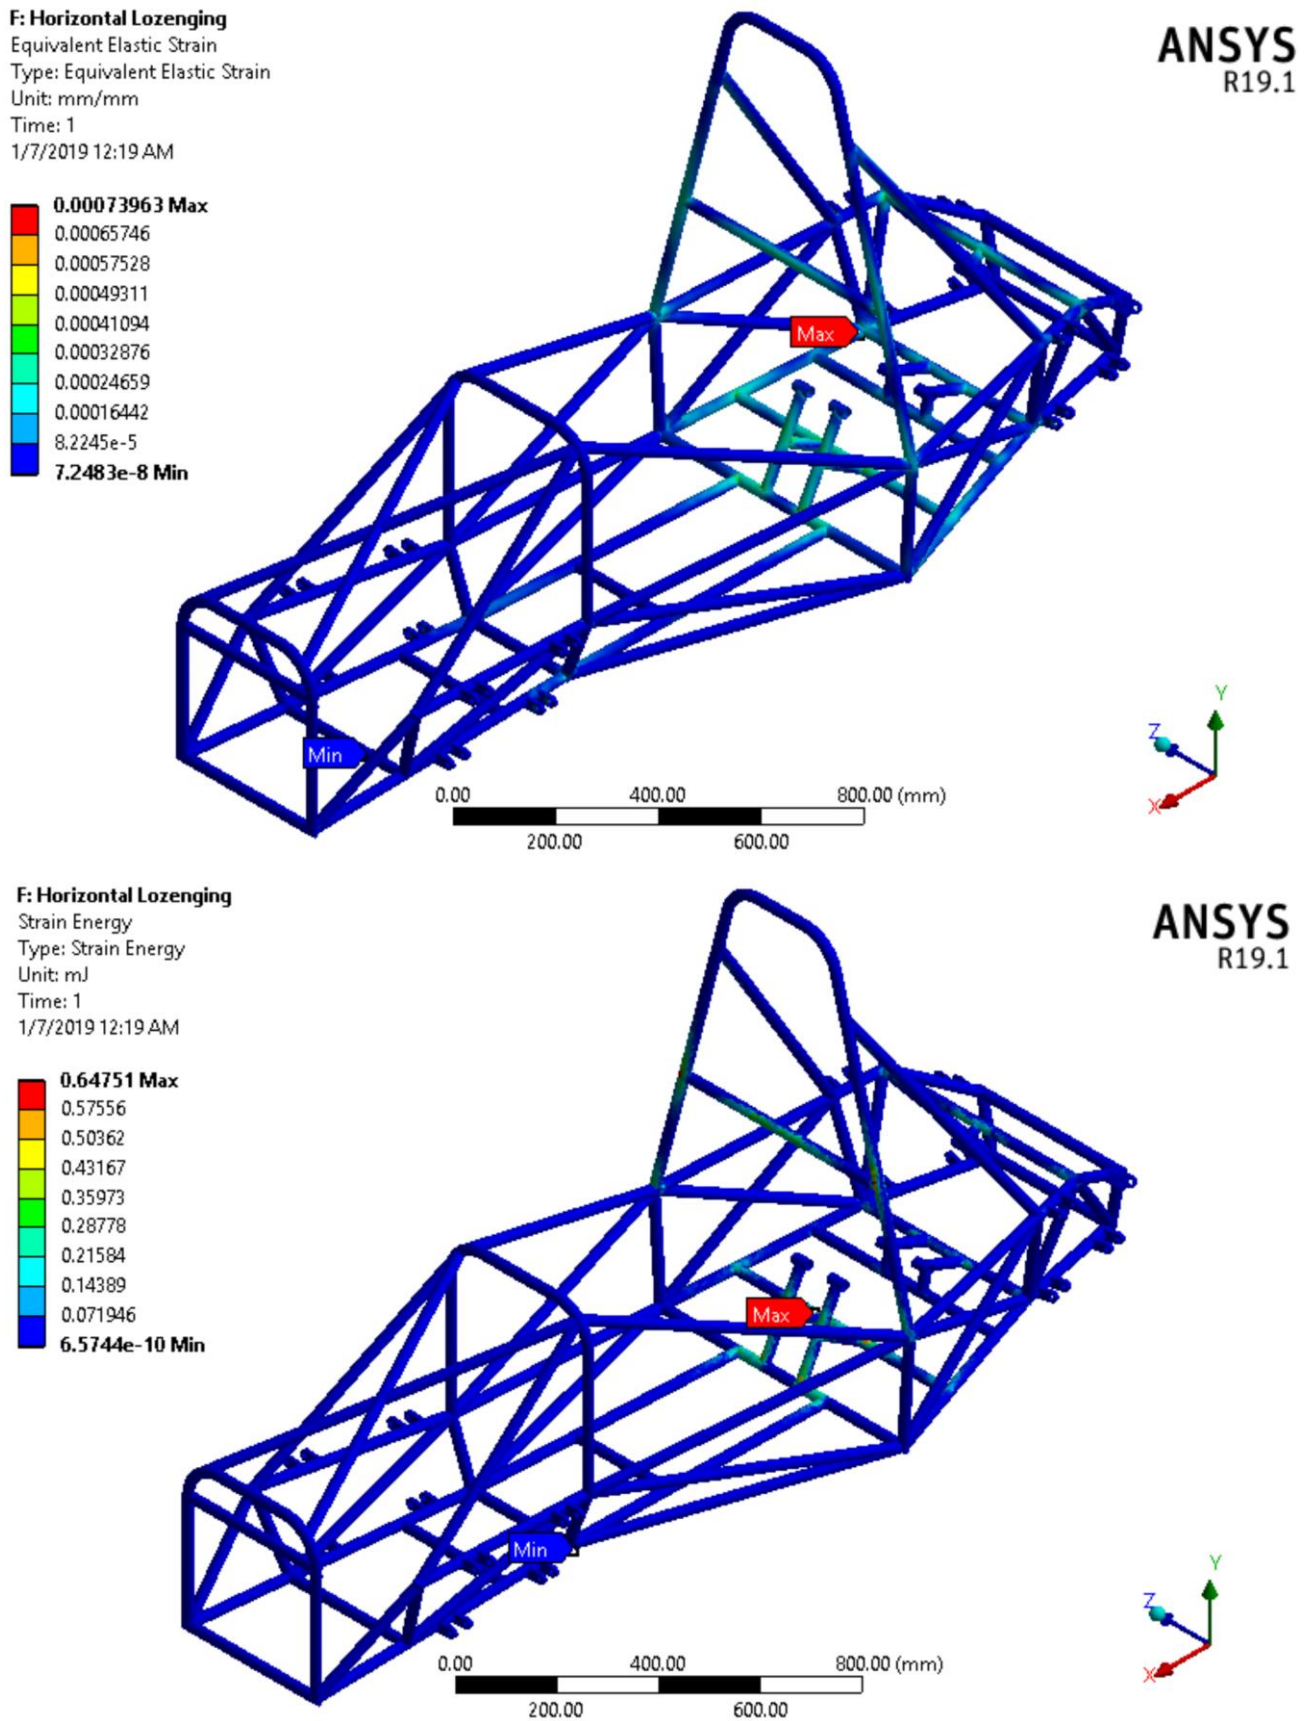 F: Horizontal Lozenging
Equivalent Elastic Strain
Type: Equivalent Elastic Strain
Unit: mm/mm
Time: 1
1/7/2019 12:19 AM
ANSYS
R19.1
0.00073963 Max
0.00065746
0.00057528
0.00049311
0.00041094
0.00032876
0.00024659
0.00016442
8.2245e-5
7.2483e-8 Min
Max
Min
0.00 400.00 800.00 (mm)
200.00 600.00
Y
Z
X
F: Horizontal Lozenging
Strain Energy
Type: Strain Energy
Unit: mJ
Time: 1
1/7/2019 12:19 AM
ANSYS
R19.1
0.64751 Max
0.57556
0.50362
0.43167
0.35973
0.28778
0.21584
0.14389
0.071946
6.5744e-10 Min
Max
Min
0.00 400.00 800.00 (mm)
200.00 600.00
Y
Z
X